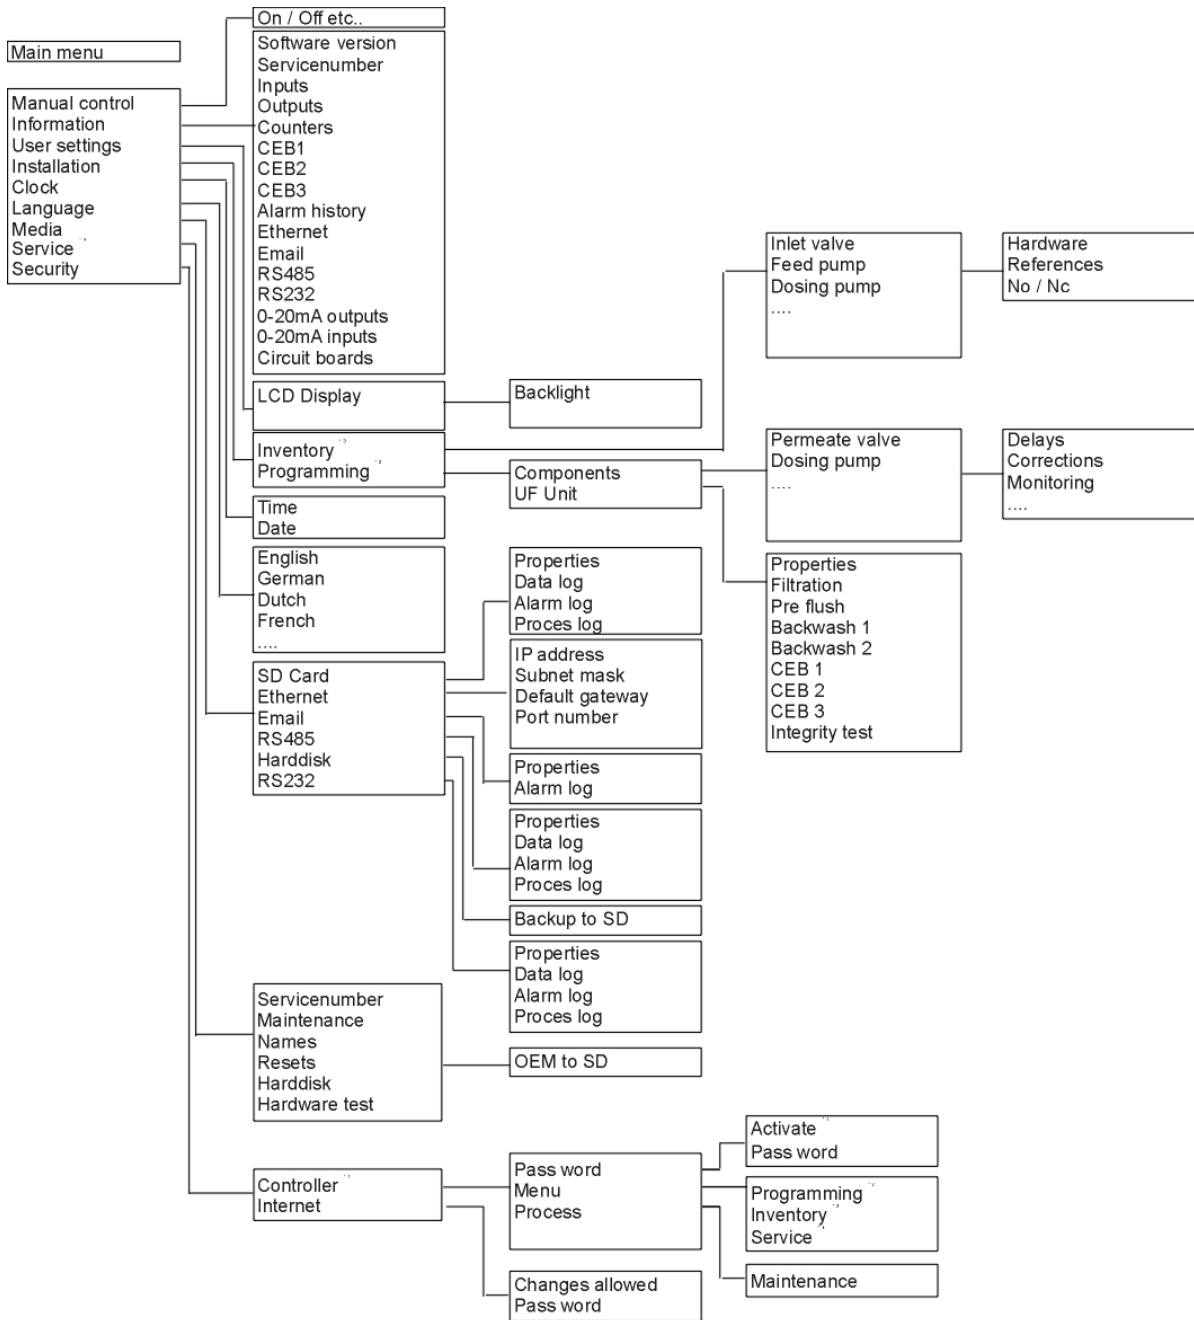 Main menu
Manual control
Information
User settings
Installation
Clock
Language
Media
Service
Security
On / Off etc..
Software version
Servicenumber
Inputs
Outputs
Counters
CEB1
CEB2
CEB3
Alarm history
Ethernet
Email
RS485
RS232
0-20mA outputs
0-20mA inputs
Circuit boards
LCD Display
Backlight
Inventory
Programming
Inlet valve
Feed pump
Dosing pump
....
Hardware
References
No / Nc
Components
UF Unit
Permeate valve
Dosing pump
....
Delays
Corrections
Monitoring
....
Properties
Filtration
Pre flush
Backwash 1
Backwash 2
CEB 1
CEB 2
CEB 3
Integrity test
Time
Date
English
German
Dutch
French
....
SD Card
Ethernet
Email
RS485
Harddisk
RS232
Properties
Data log
Alarm log
Proces log
IP address
Subnet mask
Default gateway
Port number
Properties
Alarm log
Properties
Data log
Alarm log
Proces log
Backup to SD
Properties
Data log
Alarm log
Proces log
Servicenumber
Maintenance
Names
Resets
Harddisk
Hardware test
OEM to SD
Controller
Internet
Pass word
Menu
Process
Activate
Pass word
Programming
Inventory
Service
Maintenance
Changes allowed
Pass word